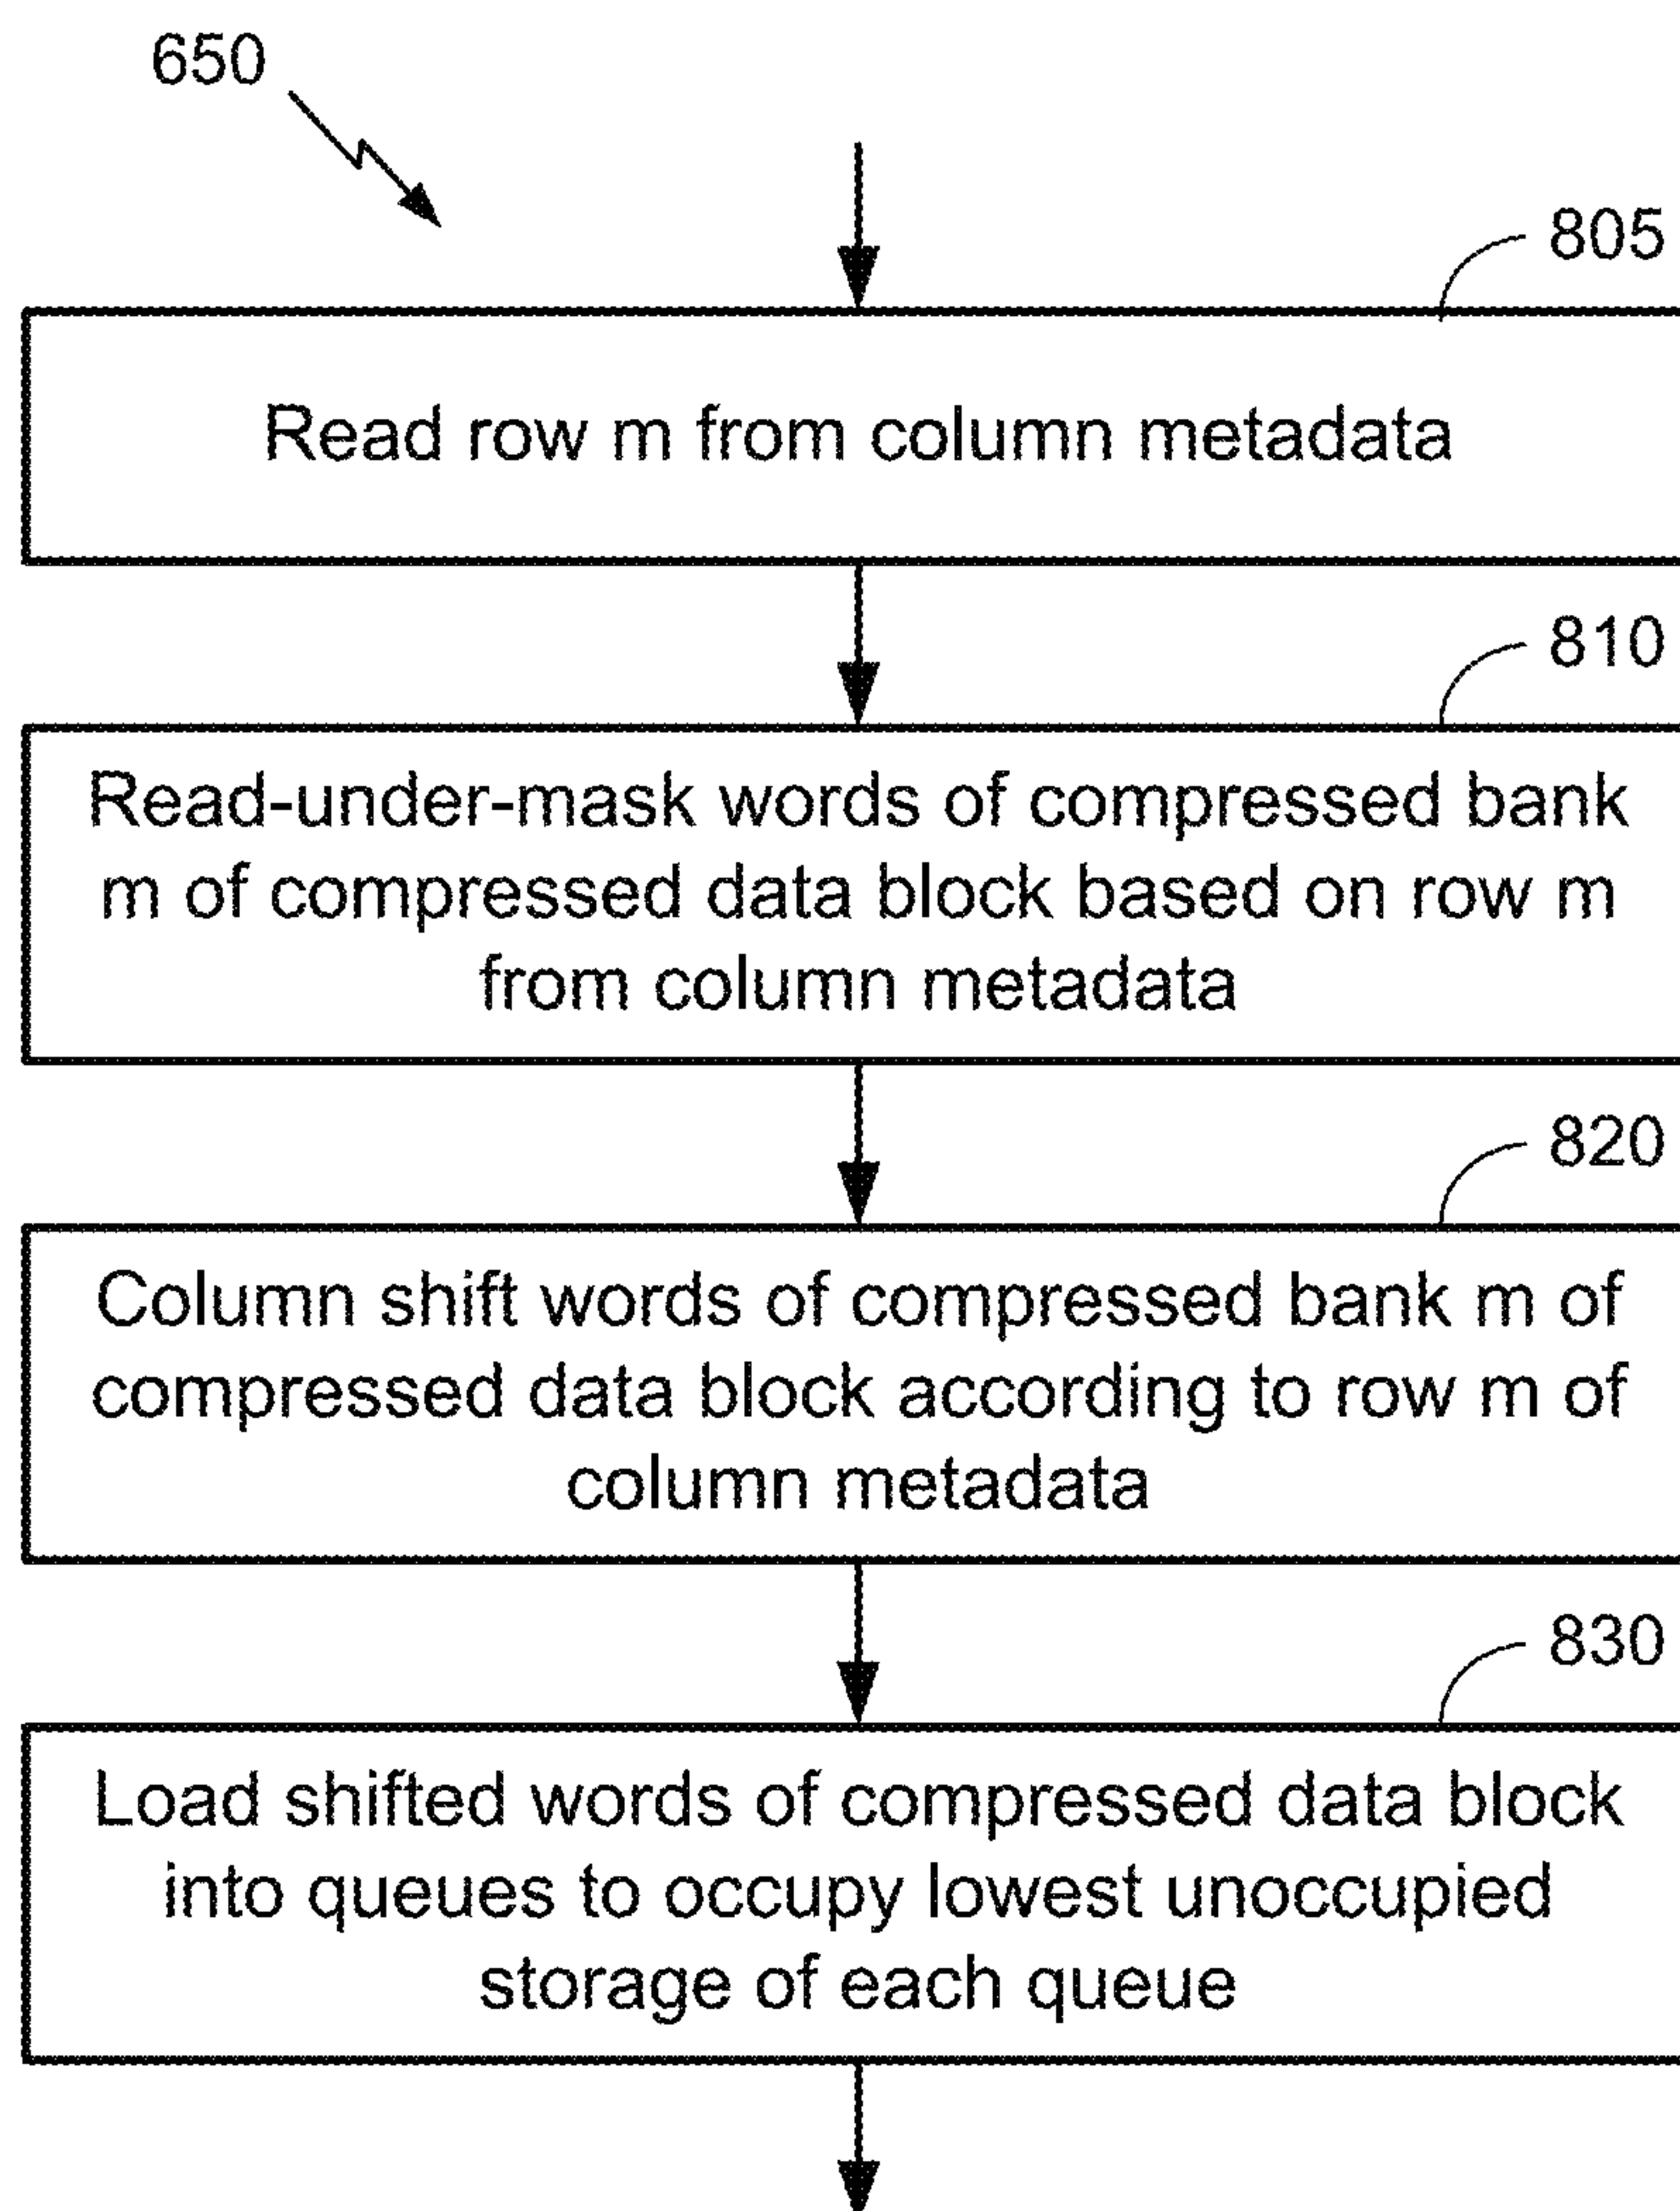 650
805
Read row m from column metadata
810
Read-under-mask words of compressed bank
m of compressed data block based on row m
from column metadata
820
Column shift words of compressed bank m of
compressed data block according to row m of
column metadata
830
Load shifted words of compressed data block
into queues to occupy lowest unoccupied
storage of each queue